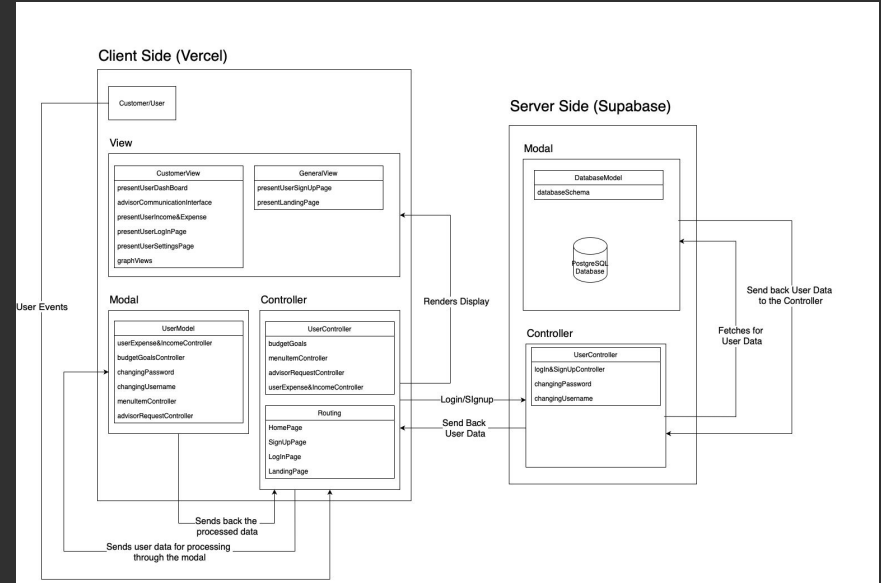 Client Side (Vercel)
Customer/User
View
CustomerView
presentUserDashBoard
advisorCommunicationInterface
presentUserIncome&Expense
presentUserLogInPage
presentUserSettingsPage
graphViews
GeneralView
presentUserSignUpPage
presentLandingPage
User Events
Modal
UserModel
userExpense&IncomeController
budgetGoalsController
changingPassword
changingUsername
menuItemController
advisorRequestController
Controller
UserController
budgetGoals
menuItemController
advisorRequestController
userExpense&IncomeController
Routing
HomePage
SignUpPage
LogInPage
LandingPage
Renders Display
Login/SIgnup
Send Back
User Data
Sends back the
processed data
Sends user data for processing
through the modal
Server Side (Supabase)
Modal
DatabaseModel
databaseSchema
PostgreSQL
Database
Controller
UserController
logIn&SignUpController
changingPassword
changingUsername
Fetches for
User Data
Send back User Data
to the Controller